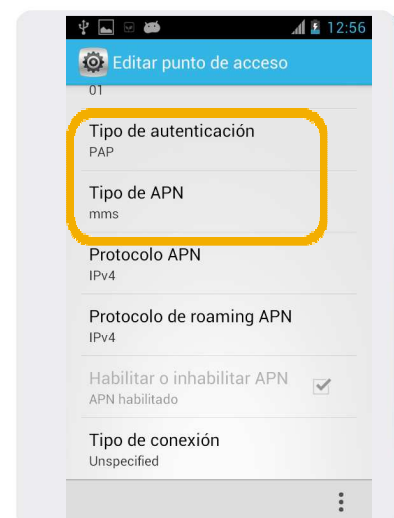 12:56
Editar punto de acceso
01
Tipo de autenticación
PAP
Tipo de APN
mms
Protocolo APN
IPv4
Protocolo de roaming APN
IPv4
Habilitar o inhabilitar APN
APN habilitado
Tipo de conexión
Unspecified